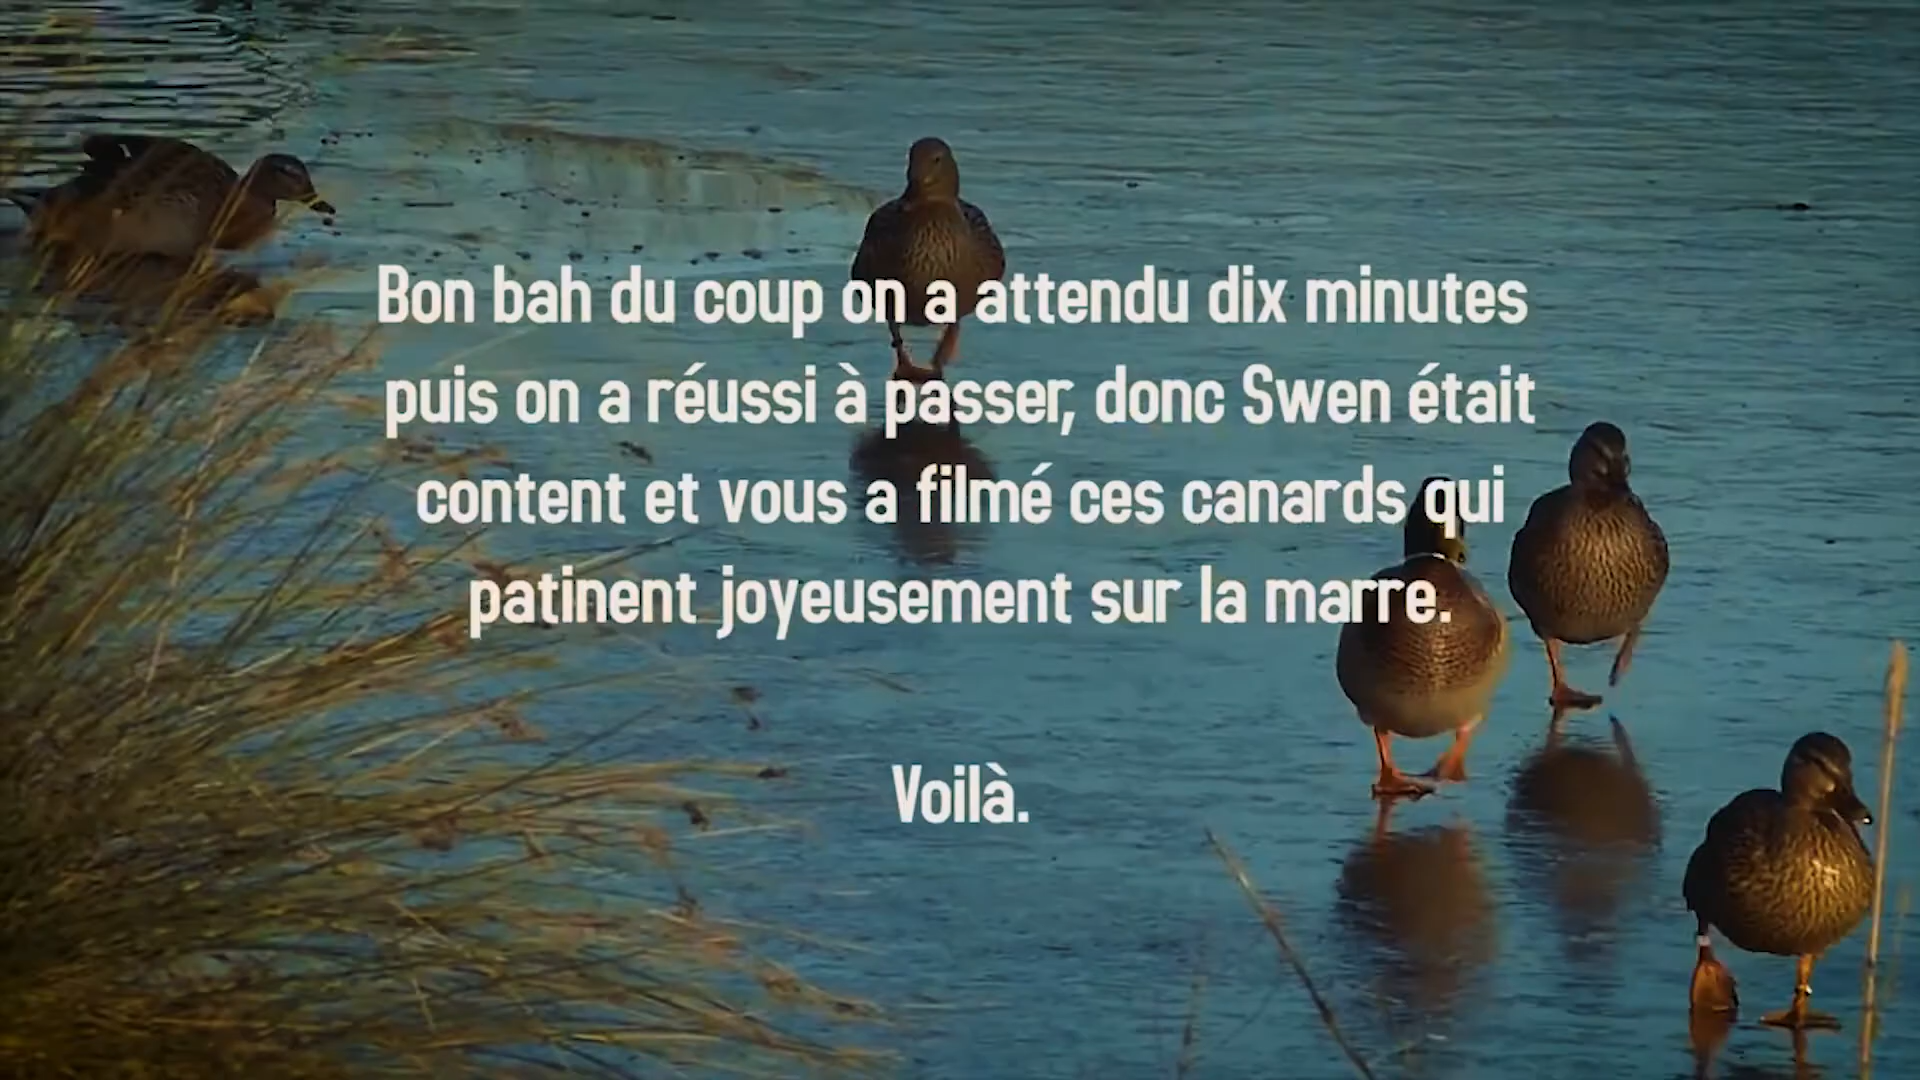 Bon bah du coup on a attendu dix minutes
puis on a réussi à passer, donc Swen était
content et vous a filmé ces canards qui
patinent joyeusement sur la marre.
Voilà.